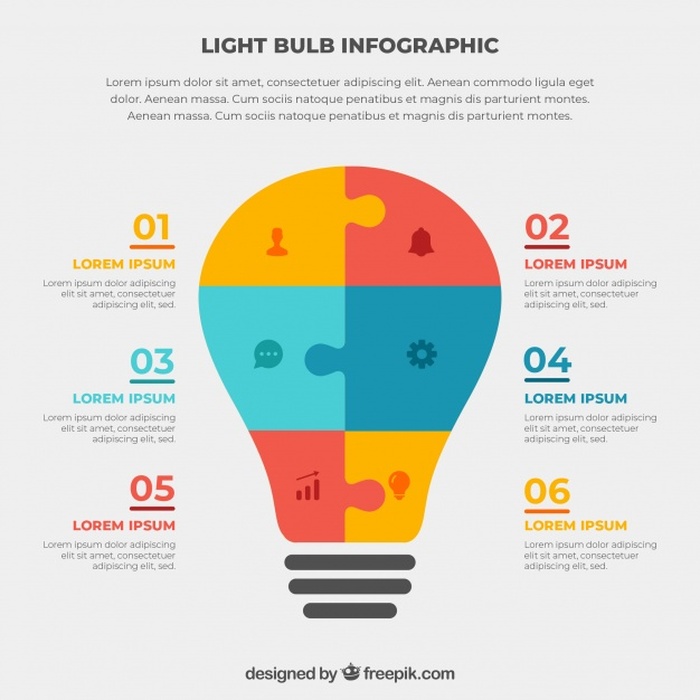 LIGHT BULB INFOGRAPHIC
Lorem ipsum dolor sit amet, consectetuer adipiscing elit. Aenean commodo ligula eget
dolor. Aenean massa. Cum sociis natoque penatibus et magnis dis parturient montes.
Aenean massa. Cum sociis natoque penatibus et magnis dis parturient montes.
01
LOREM IPSUM
Lorem ipsum dolor adipiscing
elit sit amet, consectetuer
adipiscing elit, sed.
02
LOREM IPSUM
Lorem ipsum dolor adipiscing
elit sit amet, consectetuer
adipiscing elit, sed.
03
LOREM IPSUM
Lorem ipsum dolor adipiscing
elit sit amet, consectetuer
adipiscing elit, sed.
04
LOREM IPSUM
Lorem ipsum dolor adipiscing
elit sit amet, consectetuer
adipiscing elit, sed.
05
LOREM IPSUM
Lorem ipsum dolor adipiscing
elit sit amet, consectetuer
adipiscing elit, sed.
06
LOREM IPSUM
Lorem ipsum dolor adipiscing
elit sit amet, consectetuer
adipiscing elit, sed.
designed by freepik.com